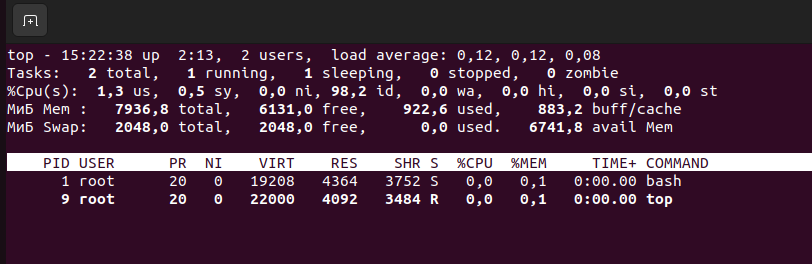 top - 15:22:38 up  2:13,  2 users,  load average: 0,12, 0,12, 0,08
Tasks:   2 total,   1 running,   1 sleeping,   0 stopped,   0 zombie
%Cpu(s):  1,3 us,  0,5 sy,  0,0 ni, 98,2 id,  0,0 wa,  0,0 hi,  0,0 si,  0,0 st
МиБ Mem :   7936,8 total,   6131,0 free,    922,6 used,    883,2 buff/cache
МиБ Swap:   2048,0 total,   2048,0 free,      0,0 used.   6741,8 avail Mem
PID USER      PR  NI    VIRT    RES    SHR S  %CPU  %MEM     TIME+ COMMAND
1 root      20   0   19208   4364   3752 S   0,0   0,1   0:00.00 bash
9 root      20   0   22000   4092   3484 R   0,0   0,1   0:00.00 top